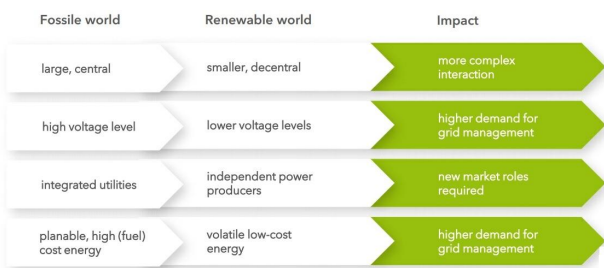 Fossile world Renewable world Impact
large, central smaller, decentral more complex
interaction
high voltage level lower voltage levels higher demand for
grid management
integrated utilities independent power
producers new market roles
required
planable, high (fuel)
cost energy volatile low-cost
energy higher demand for
grid management